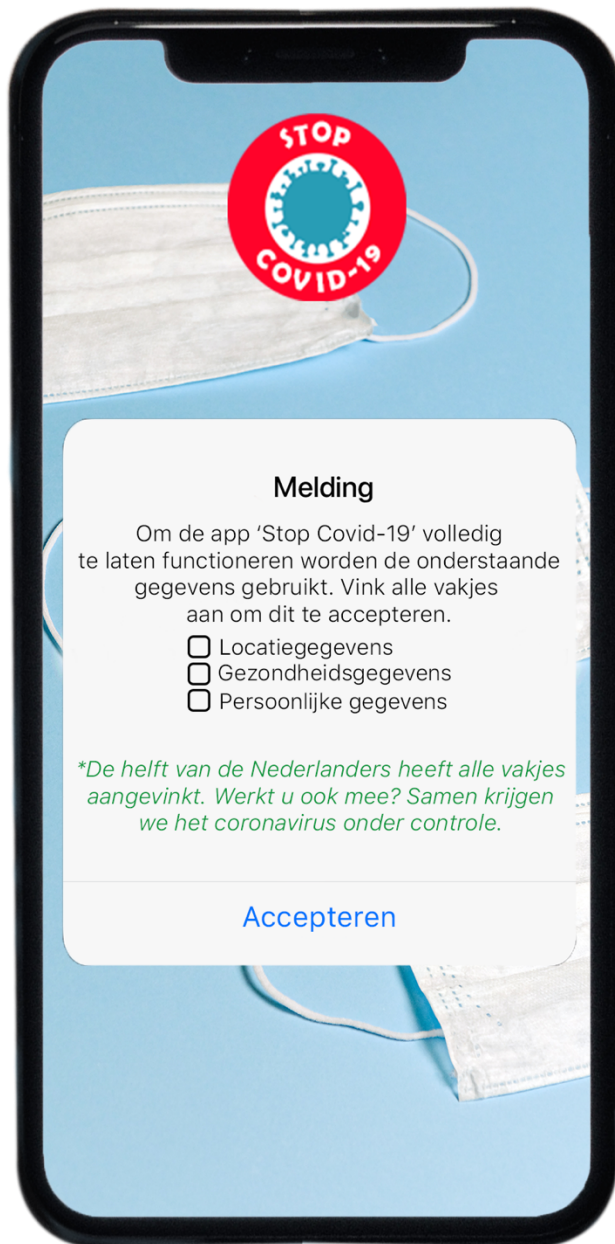 STOP
COVID-19
Melding
Om de app ‘Stop Covid-19’ volledig
te laten functioneren worden de onderstaande
gegevens gebruikt. Vink alle vakjes
aan om dit te accepteren.
Locatiegegevens
Gezondheidsgegevens
Persoonlijke gegevens
*De helft van de Nederlanders heeft alle vakjes
aangevinkt. Werkt u ook mee? Samen krijgen
we het coronavirus onder controle.
Accepteren